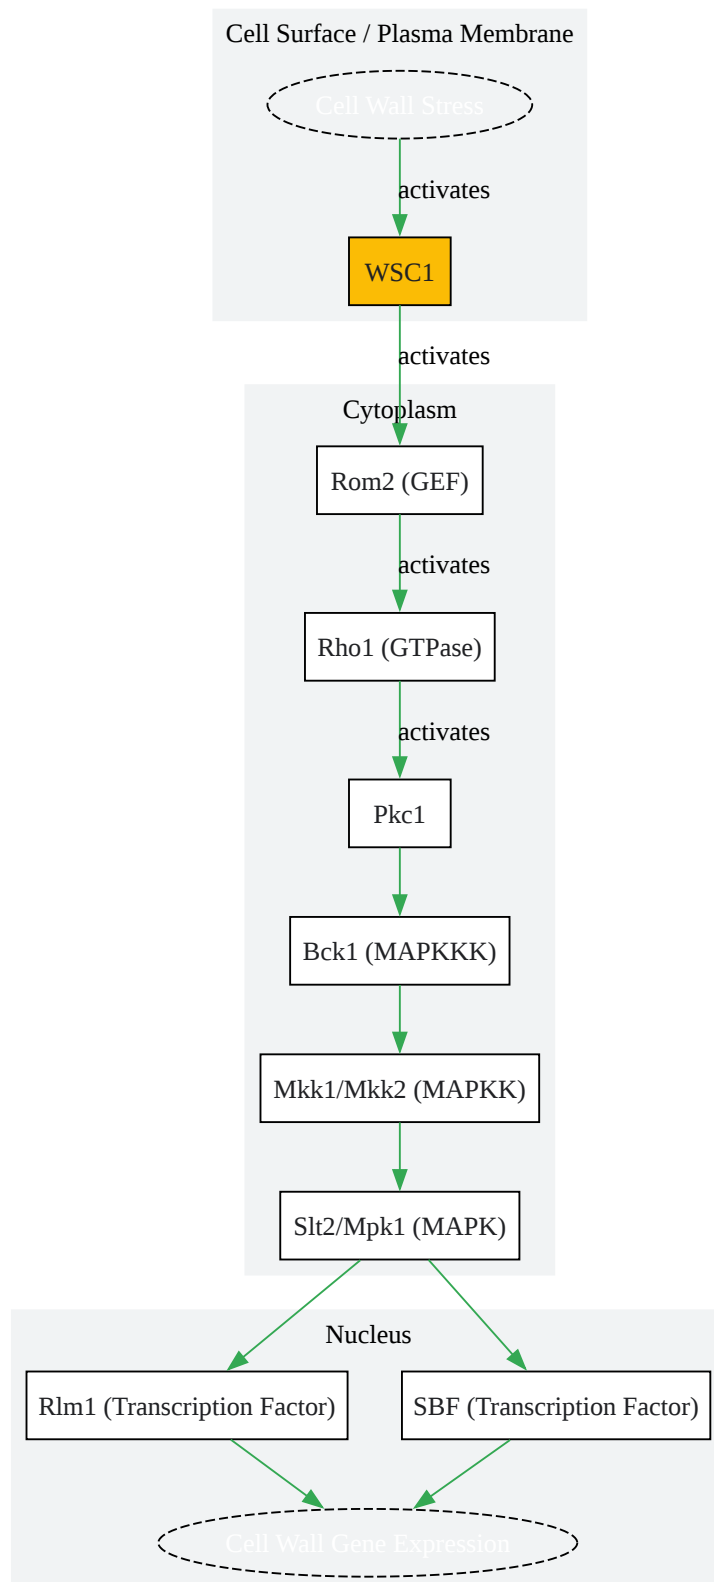 Cell Surface / Plasma Membrane
Cell Wall Stress
activates
WSC1
activates
Cytoplasm
Rom2 (GEF)
activates
Rho1 (GTPase)
activates
Pkc1
Bck1 (MAPKKK)
Mkk1/Mkk2 (MAPKK)
Slt2/Mpk1 (MAPK)
Nucleus
Rlm1 (Transcription Factor)
SBF (Transcription Factor)
Cell Wall Gene Expression